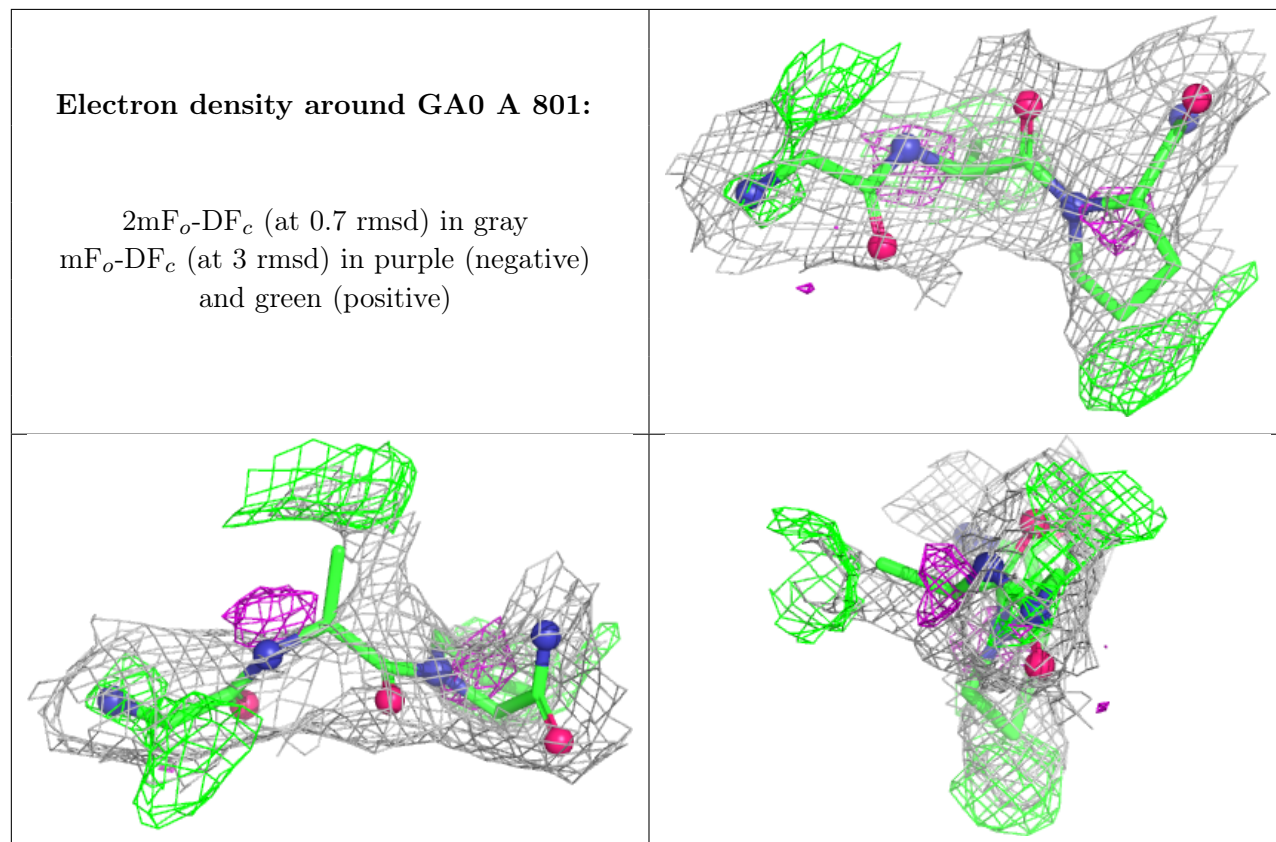 Electron density around GA0 A 801:
2mFo-DFc (at 0.7 rmsd) in gray
mFo-DFc (at 3 rmsd) in purple (negative)
and green (positive)